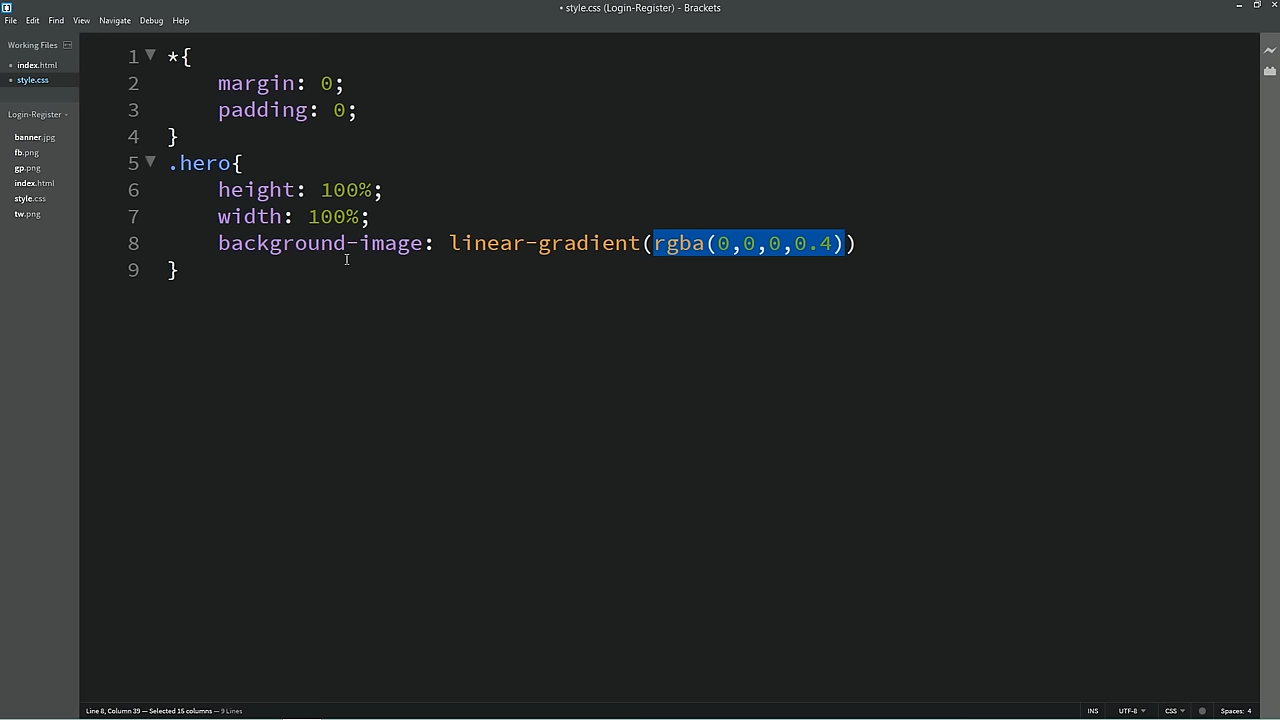 • style.css (Login-Register) - Brackets
File Edit Find View Navigate Debug Help
Working Files
• index.html
• style.css
Login-Register
banner.jpg
fb.png
gp.png
index.html
style.css
tw.png
1 *{
2 margin: 0;
3 padding: 0;
4 }
5 .hero{
6 height: 100%;
7 width: 100%;
8 background-image: linear-gradient(rgba(0,0,0,0.4))
9 }
Line 8, Column 39 — Selected 15 columns — 9 Lines
INS UTF-8 CSS Spaces: 4